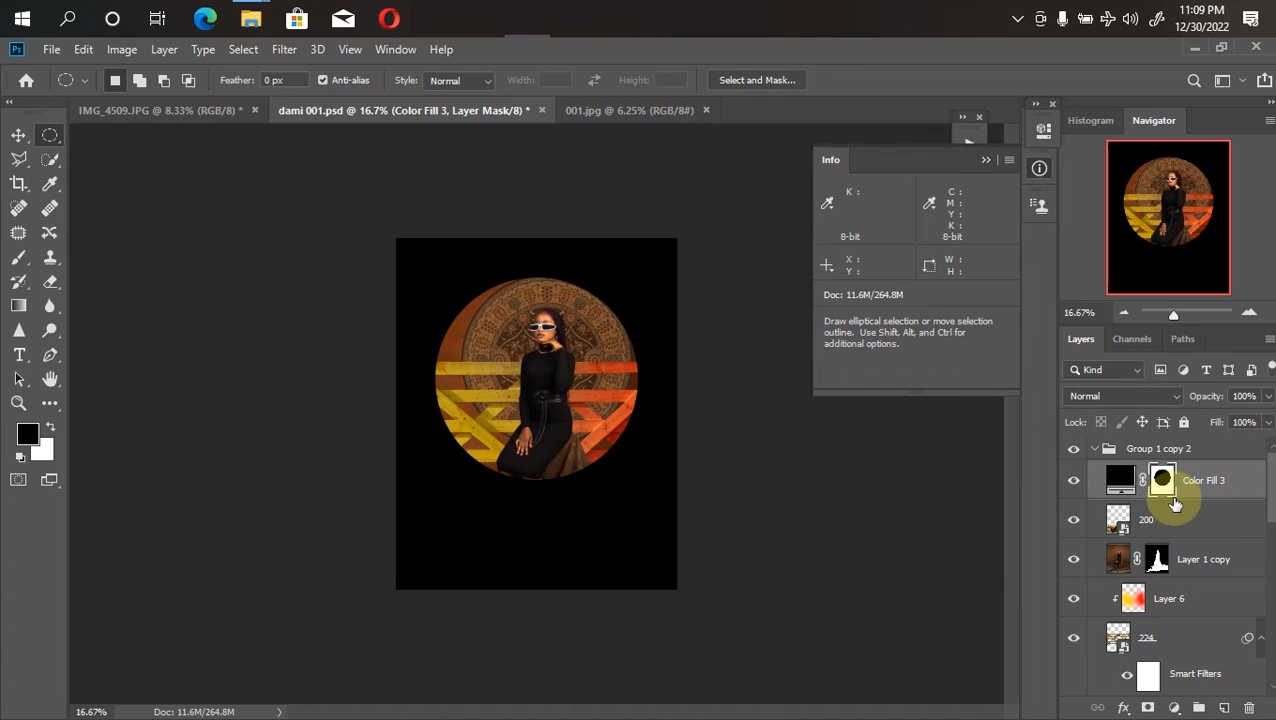 11:09 PM
12/30/2022
Ps File Edit Image Layer Type Select Filter 3D View Window Help
Feather: 0 px Anti-alias Style: Normal Width: Height: Select and Mask...
IMG_4509.JPG @ 8.33% (RGB/8) * dami 001.psd @ 16.7% (Color Fill 3, Layer Mask/8) * 001.jpg @ 6.25% (RGB/8#)
Histogram Navigator
Info
K :
8-bit
C :
M :
Y :
K :
8-bit
X :
Y :
W :
H :
Doc: 11.6M/264.8M
Draw elliptical selection or move selection
outline. Use Shift, Alt, and Ctrl for
additional options.
16.67%
Layers Channels Paths
Kind
Normal Opacity: 100%
Lock: Fill: 100%
Group 1 copy 2
Color Fill 3
200
Layer 1 copy
Layer 6
224
Smart Filters
16.67% Doc: 11.6M/264.8M